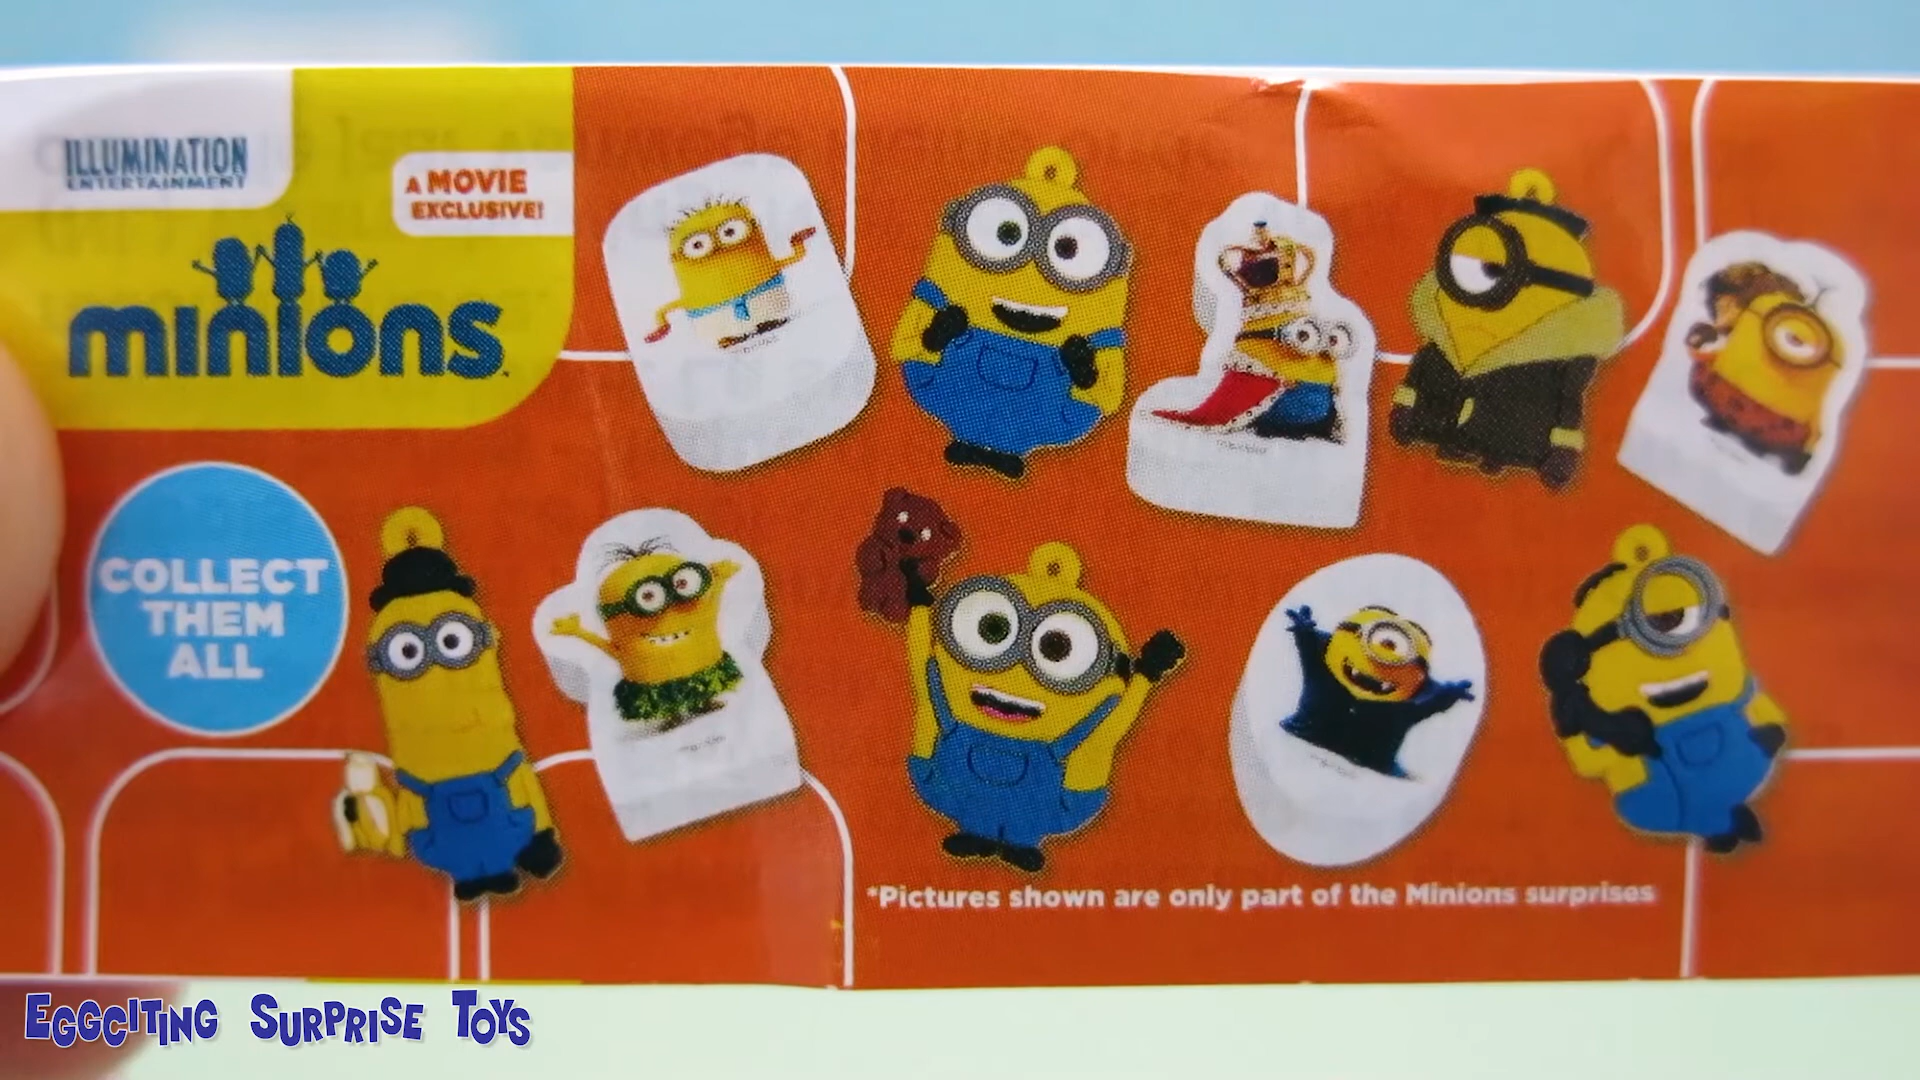 ILLUMINATION
ENTERTAINMENT
A MOVIE
EXCLUSIVE!
minions
COLLECT
THEM
ALL
*Pictures shown are only part of the Minions surprises
EGGCITING SURPRISE TOYS